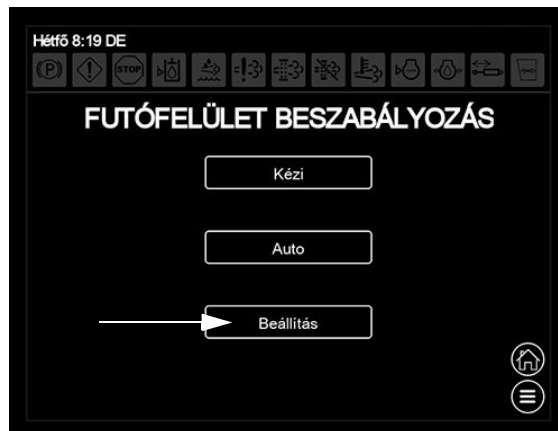 Hétfő 8:19 DE
(P)
STOP
FUTÓFELÜLET BESZABÁLYOZÁS
Kézi
Auto
Beállítás